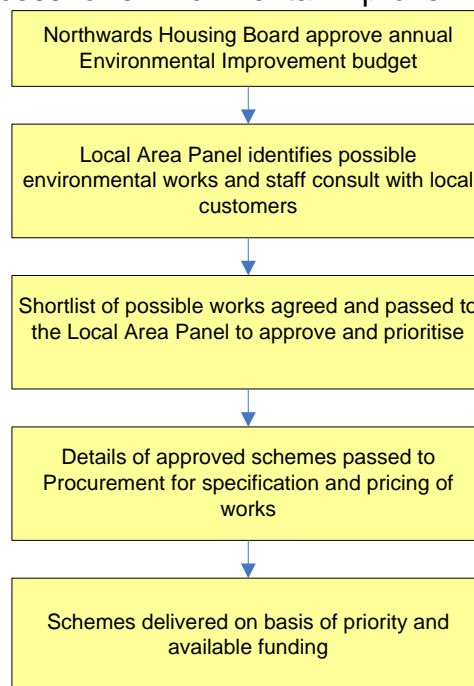 Northwards Housing Board approve annual
Environmental Improvement budget
Local Area Panel identifies possible
environmental works and staff consult with local
customers
Shortlist of possible works agreed and passed to
the Local Area Panel to approve and prioritise
Details of approved schemes passed to
Procurement for specification and pricing of
works
Schemes delivered on basis of priority and
available funding